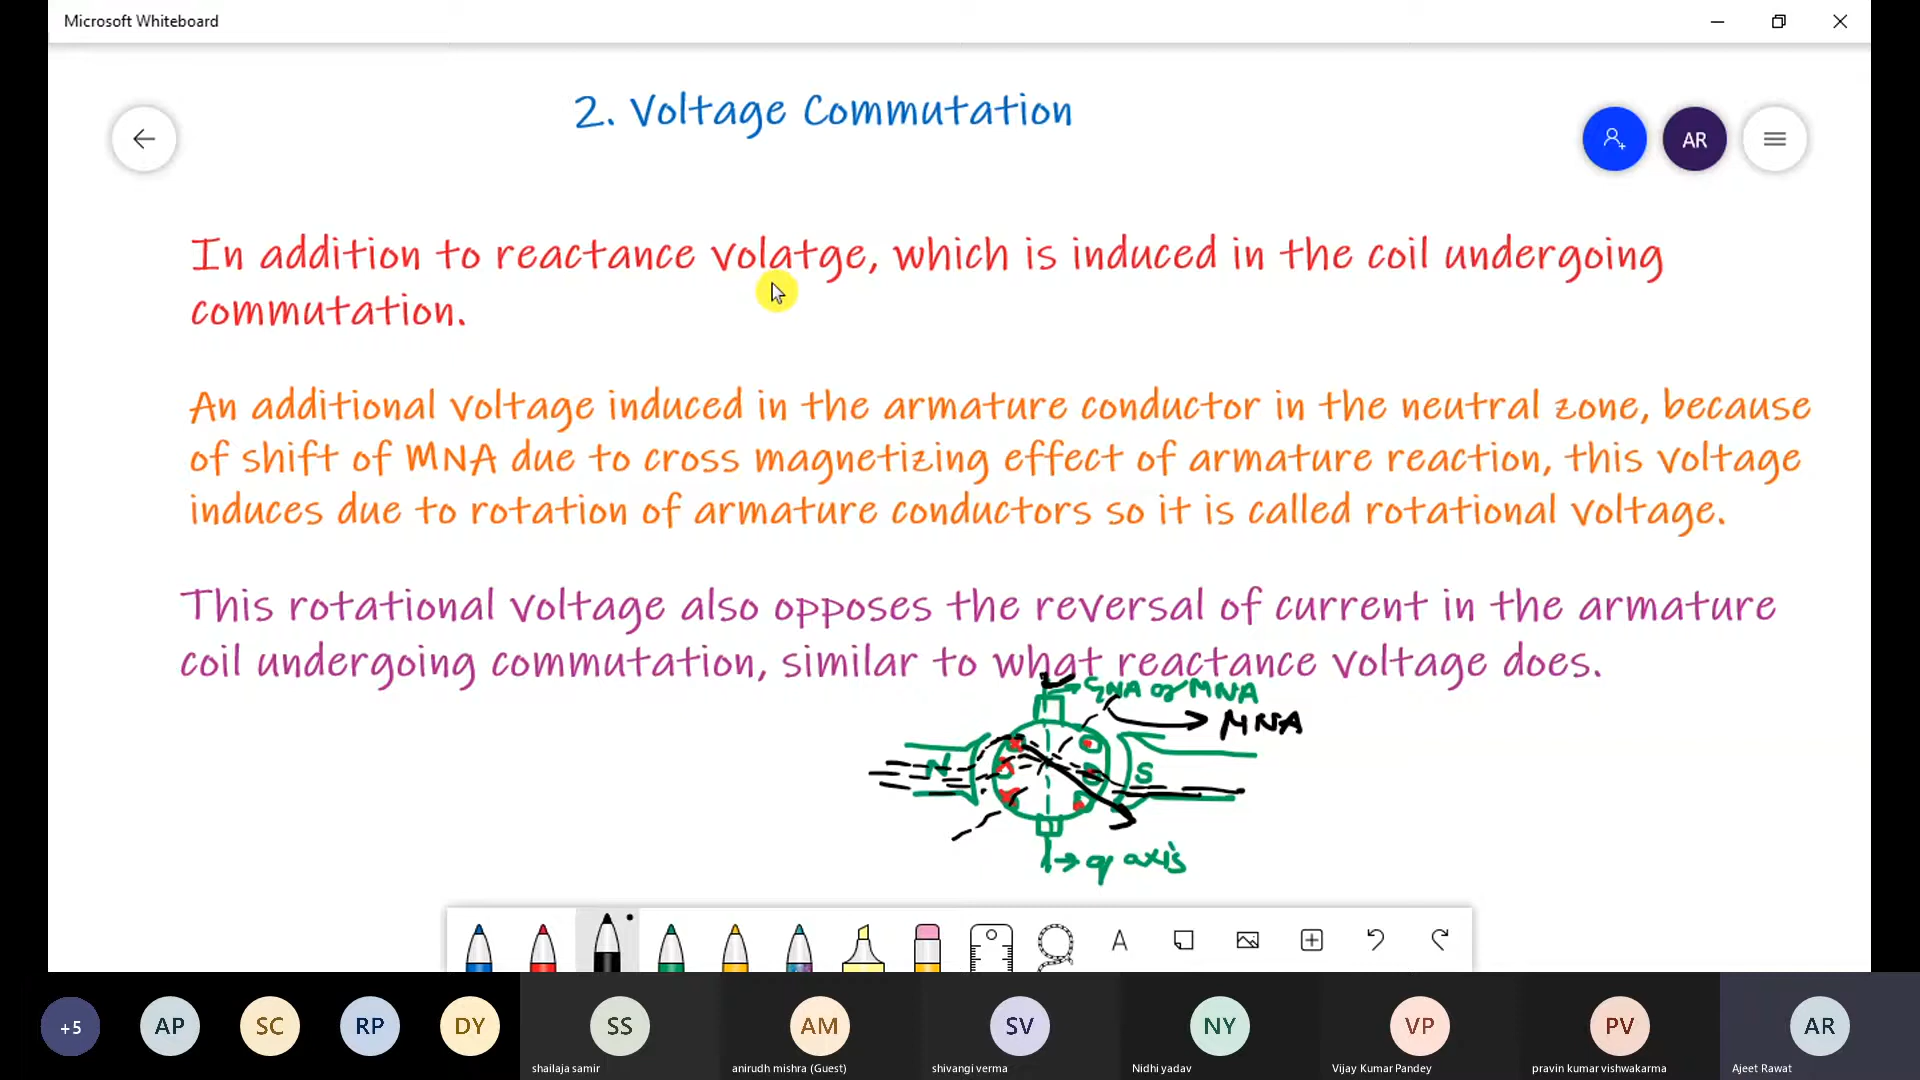 Microsoft Whiteboard
2. Voltage Commutation
AR
In addition to reactance volatge, which is induced in the coil undergoing
commutation.
An additional voltage induced in the armature conductor in the neutral zone, because
of shift of MNA due to cross magnetizing effect of armature reaction, this voltage
induces due to rotation of armature conductors so it is called rotational voltage.
This rotational voltage also opposes the reversal of current in the armature
coil undergoing commutation, similar to what reactance voltage does.
GNA or MNA
MNA
N
S
q axis
A
+5
AP
SC
RP
DY
SS
AM
SV
NY
VP
PV
AR
shailaja samir
anirudh mishra (Guest)
shivangi verma
Nidhi yadav
Vijay Kumar Pandey
pravin kumar vishwakarma
Ajeet Rawat